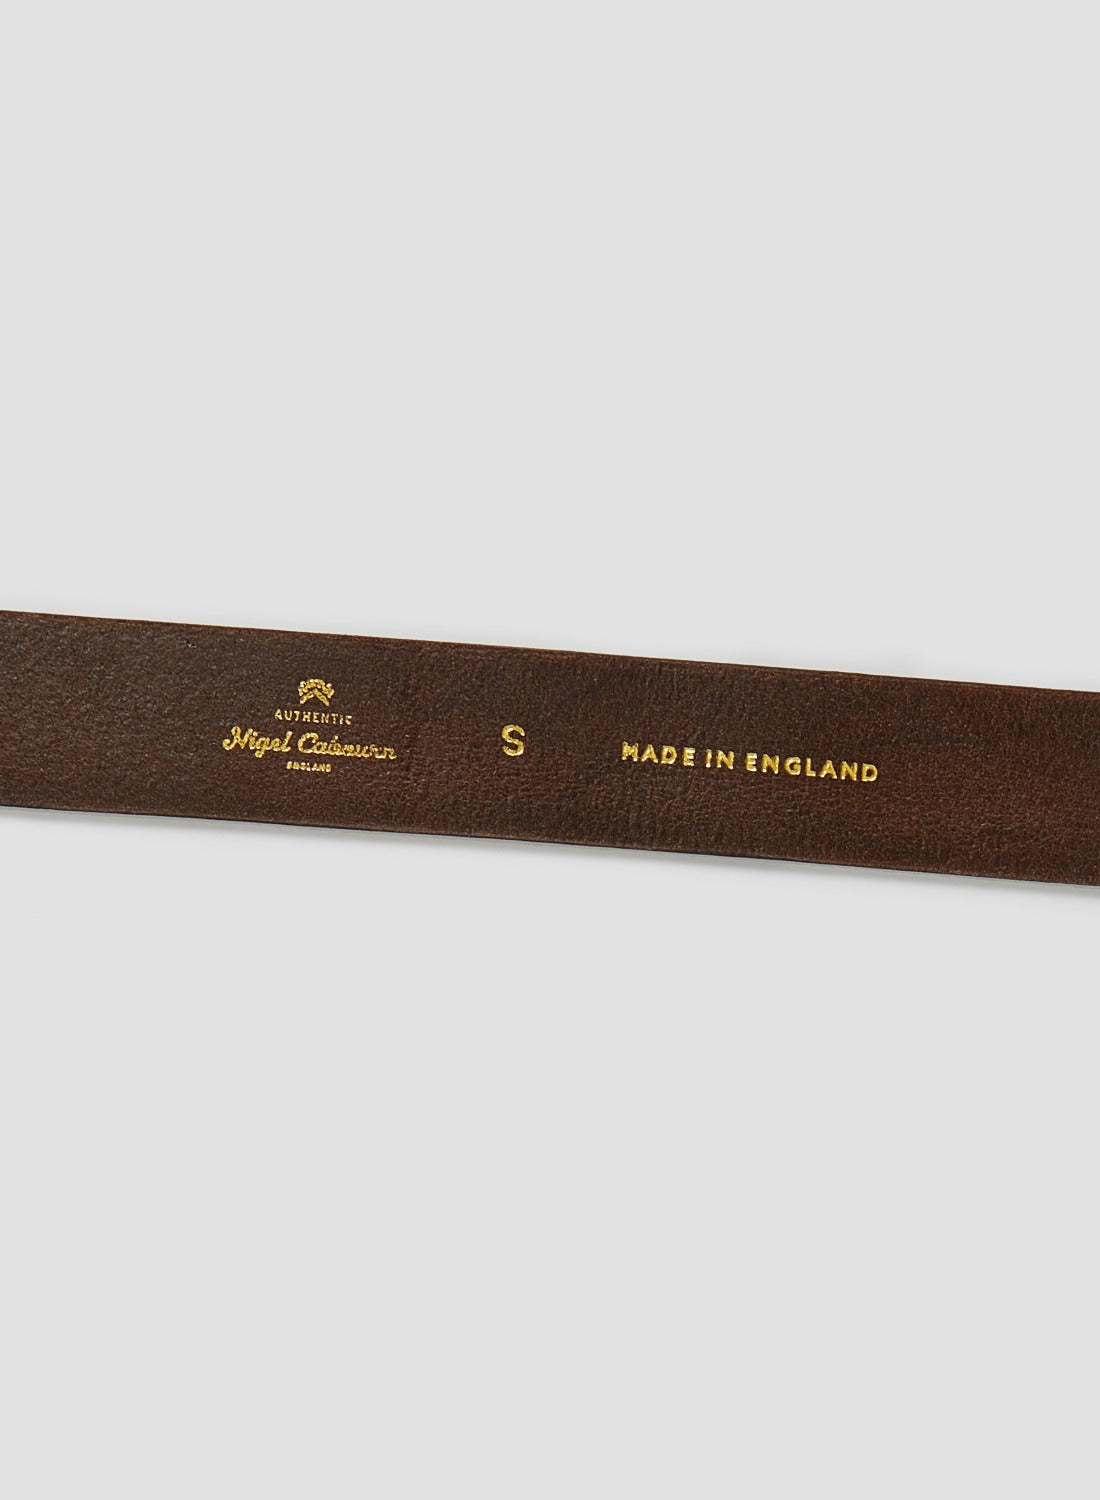 AUTHENTIC
Nigel Cabourn
ENGLAND
S
MADE IN ENGLAND